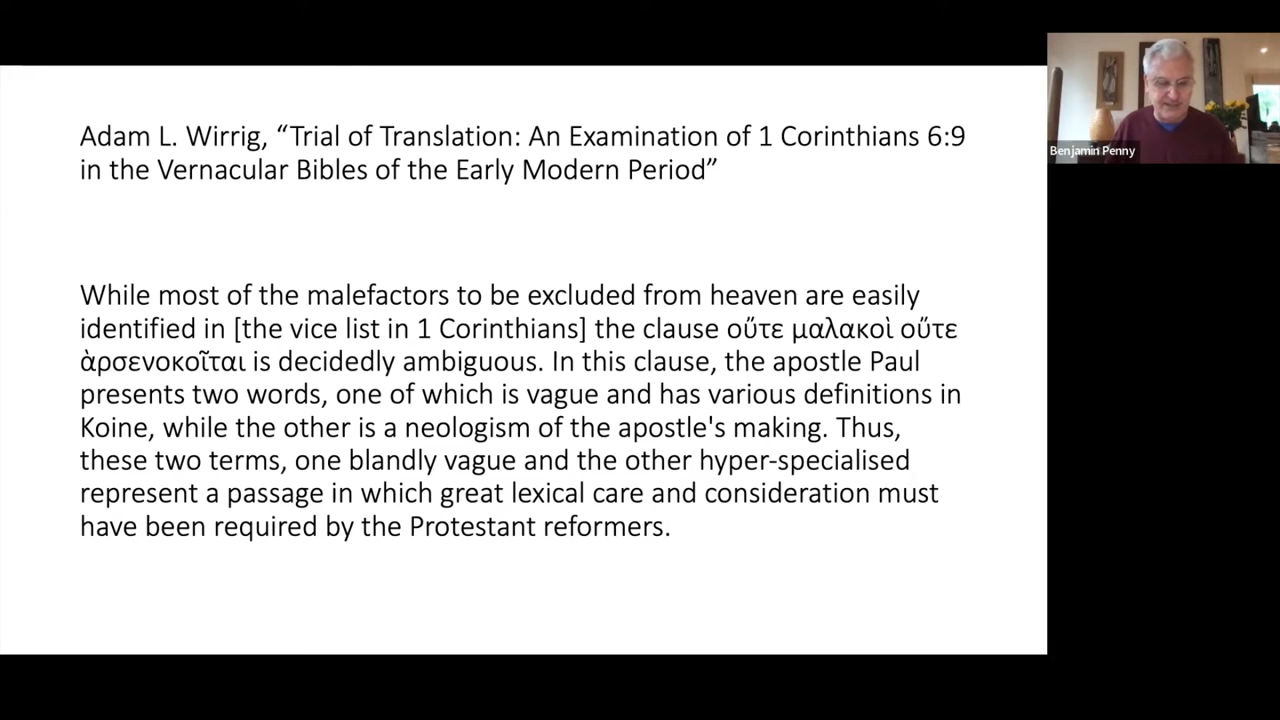 Adam L. Wirrig, “Trial of Translation: An Examination of 1 Corinthians 6:9
in the Vernacular Bibles of the Early Modern Period”
While most of the malefactors to be excluded from heaven are easily
identified in [the vice list in 1 Corinthians] the clause οὔτε μαλακοὶ οὔτε
ἀρσενοκοῖται is decidedly ambiguous. In this clause, the apostle Paul
presents two words, one of which is vague and has various definitions in
Koine, while the other is a neologism of the apostle's making. Thus,
these two terms, one blandly vague and the other hyper-specialised
represent a passage in which great lexical care and consideration must
have been required by the Protestant reformers.
Benjamin Penny